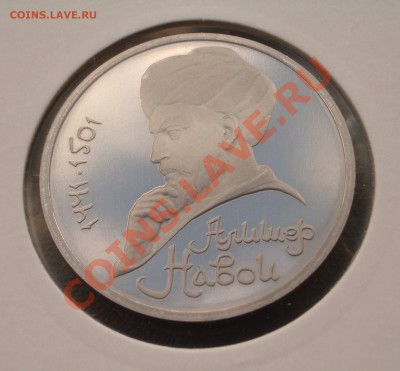 COINS.LAVE.RU
1441·1501
COINS.LAVE.RU
Алишер
Навои